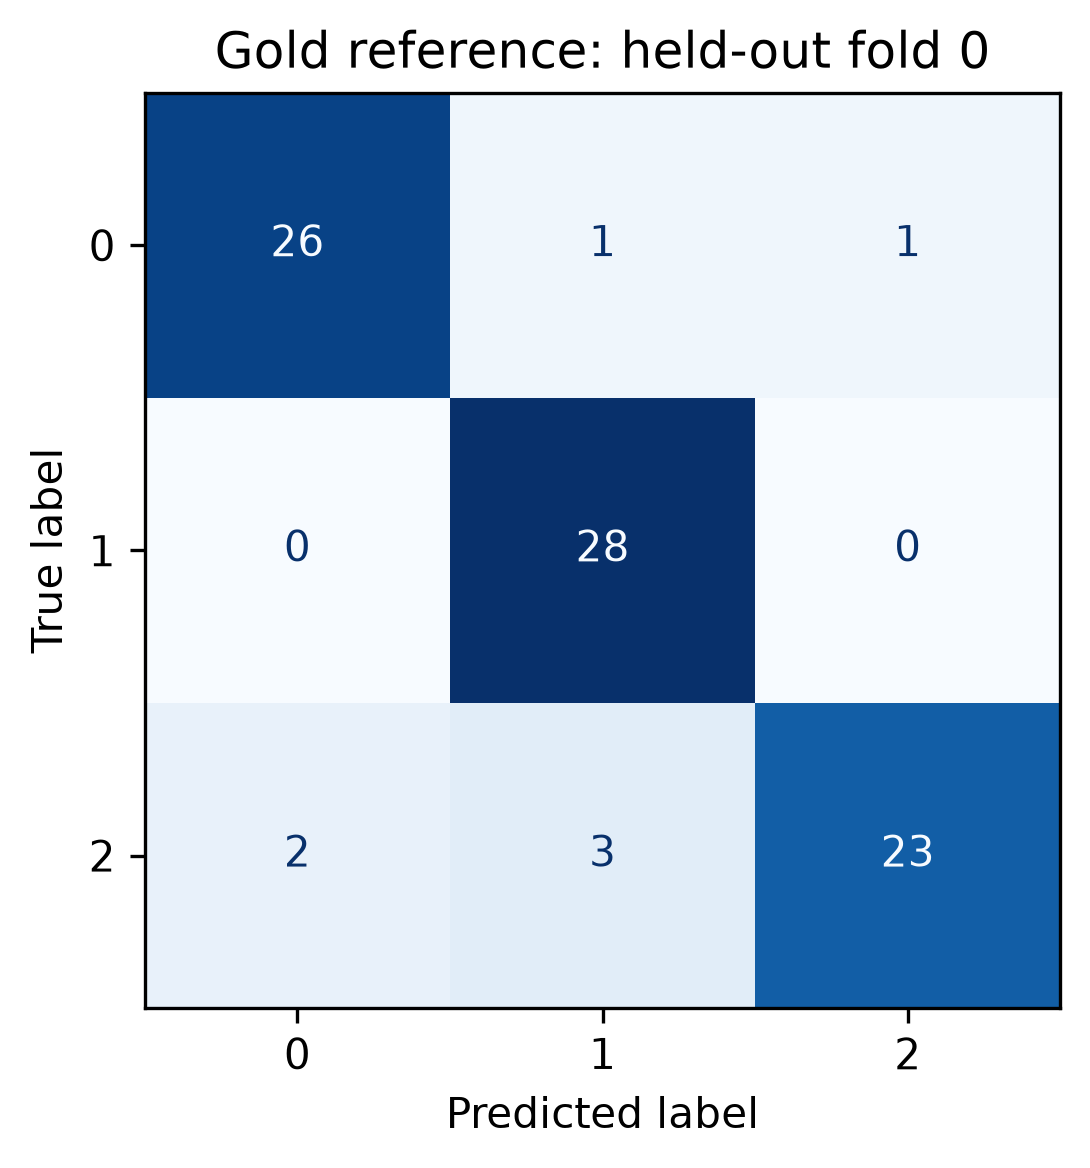 Gold reference: held-out fold 0
0 26 1 1
True label
1 0 28 0
2 2 3 23
0 1 2
Predicted label